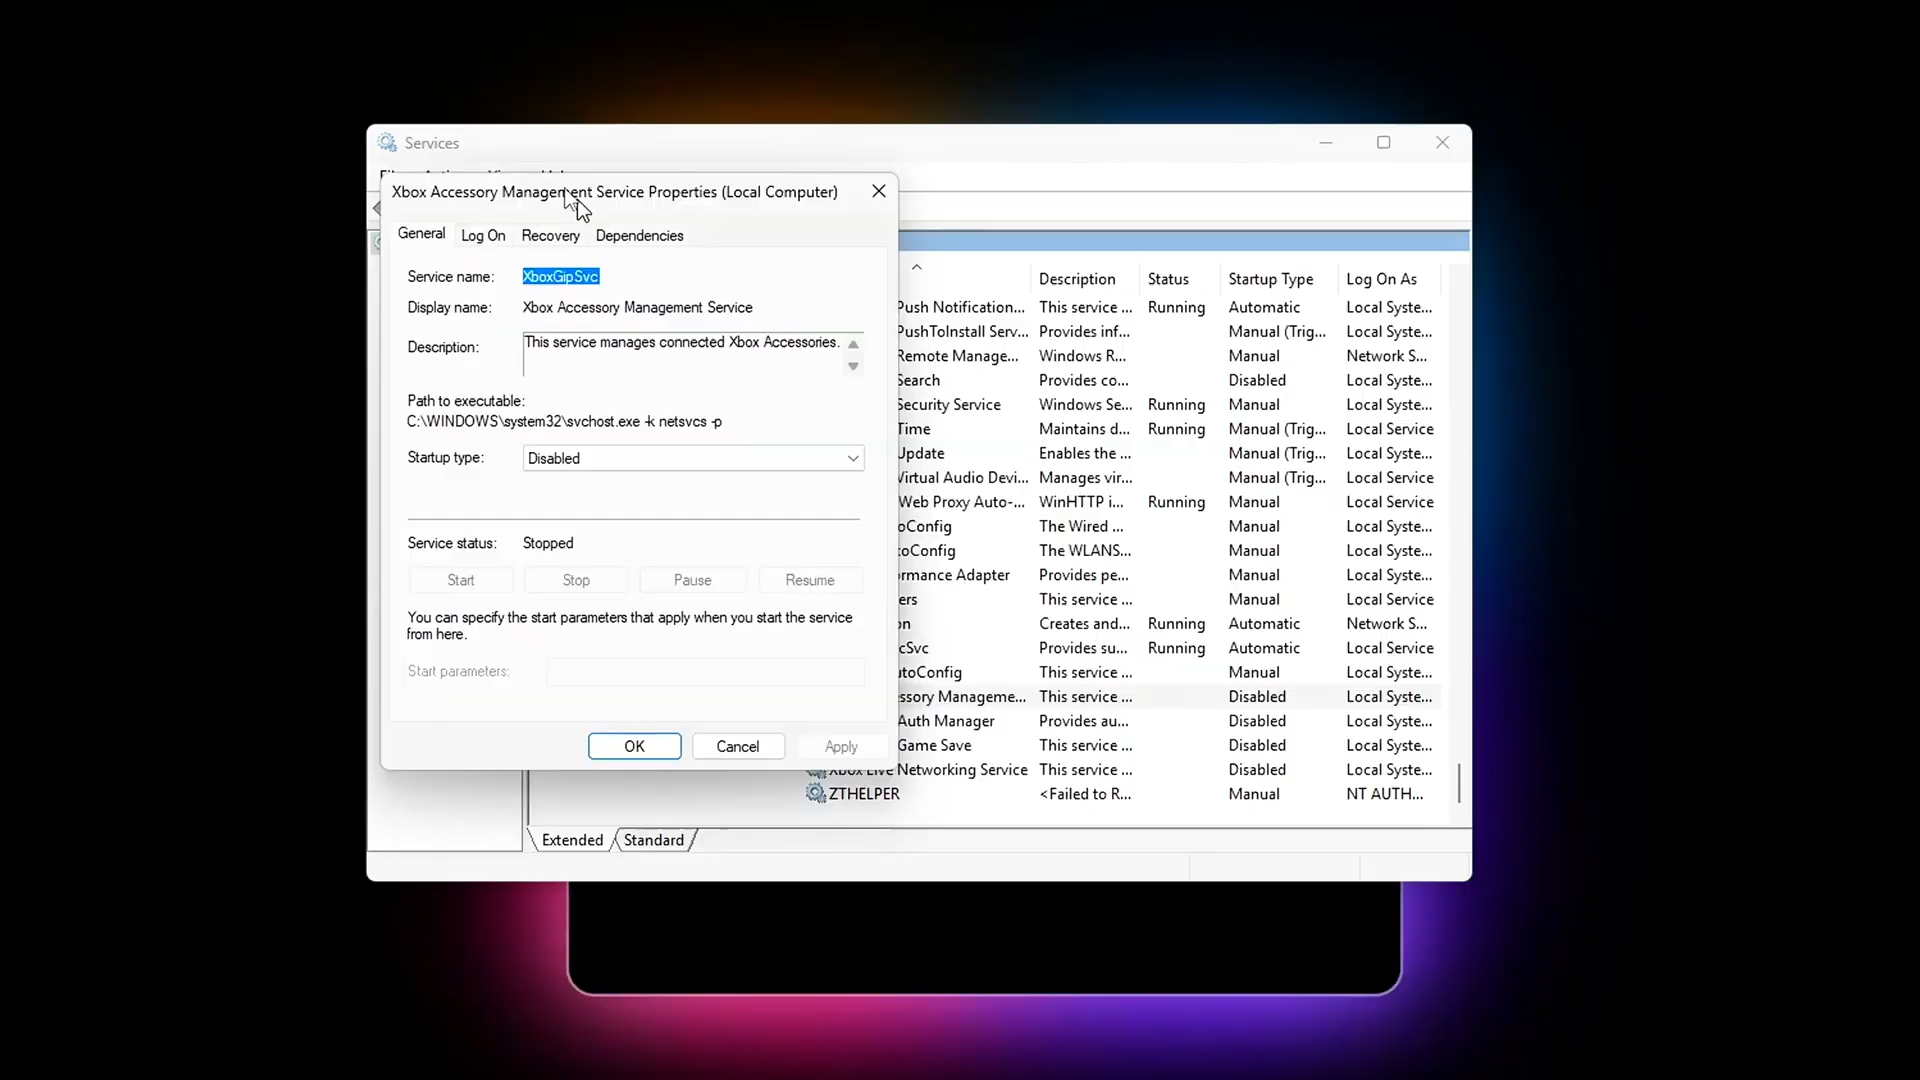 Services
Xbox Accessory Management Service Properties (Local Computer)
General Log On Recovery Dependencies
Service name: XboxGipSvc
Display name: Xbox Accessory Management Service
Description: This service manages connected Xbox Accessories.
Path to executable:
C:\WINDOWS\system32\svchost.exe -k netsvcs -p
Startup type: Disabled
Service status: Stopped
Start Stop Pause Resume
You can specify the start parameters that apply when you start the service
from here.
Start parameters:
OK Cancel Apply
Description Status Startup Type Log On As
Push Notification... This service ... Running Automatic Local Syste...
PushToInstall Serv... Provides inf... Manual (Trig... Local Syste...
Remote Manage... Windows R... Manual Network S...
Search Provides co... Disabled Local Syste...
Security Service Windows Se... Running Manual Local Syste...
Time Maintains d... Running Manual (Trig... Local Service
Update Enables the ... Manual (Trig... Local Syste...
Virtual Audio Devi... Manages vir... Manual (Trig... Local Service
Web Proxy Auto-... WinHTTP i... Running Manual Local Service
oConfig The Wired ... Manual Local Syste...
toConfig The WLANS... Manual Local Syste...
ormance Adapter Provides pe... Manual Local Syste...
ers This service ... Manual Local Service
on Creates and... Running Automatic Network S...
cSvc Provides su... Running Automatic Local Service
utoConfig This service ... Manual Local Syste...
essory Manageme... This service ... Disabled Local Syste...
Auth Manager Provides au... Disabled Local Syste...
Game Save This service ... Disabled Local Syste...
Xbox Live Networking Service This service ... Disabled Local Syste...
ZTHELPER <Failed to R... Manual NT AUTH...
Extended Standard